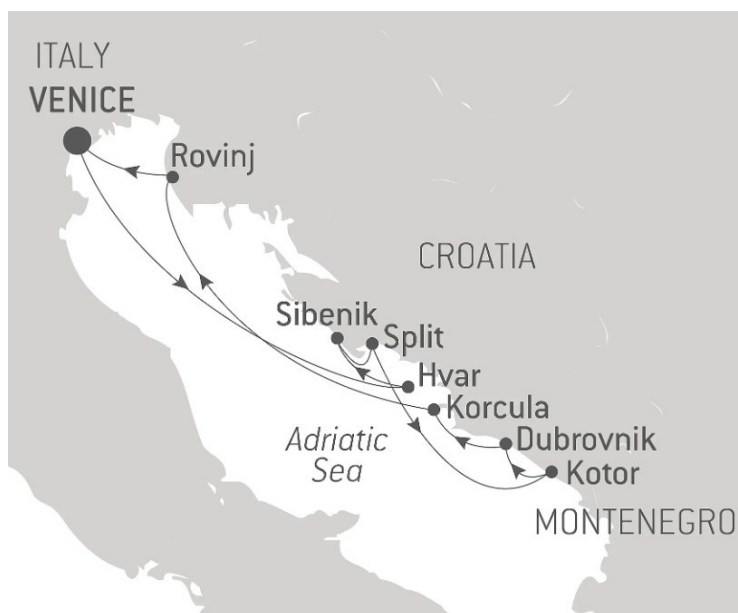 ITALY
VENICE
Rovinj
CROATIA
Sibenik
Split
Hvar
Korcula
Adriatic
Sea
Dubrovnik
Kotor
MONTENEGRO